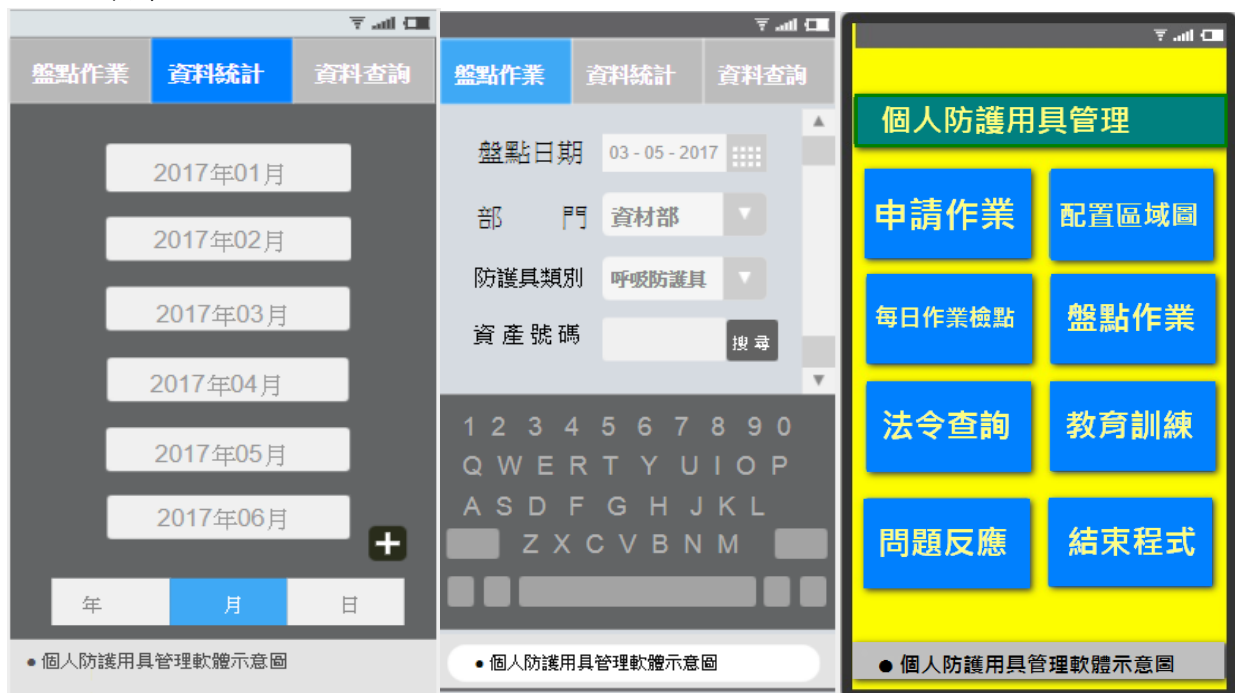 盤點作業 資料統計 資料查詢
2017年01月
2017年02月
2017年03月
2017年04月
2017年05月
2017年06月
年 月 日
● 個人防護用具管理軟體示意圖
盤點作業 資料統計 資料查詢
盤點日期 03 - 05 - 2017
部 門 資材部
防護具類別 呼吸防護具
資產號碼 搜尋
1 2 3 4 5 6 7 8 9 0
Q W E R T Y U I O P
A S D F G H J K L
Z X C V B N M
● 個人防護用具管理軟體示意圖
個人防護用具管理
申請作業 配置區域圖
每日作業檢點 盤點作業
法令查詢 教育訓練
問題反應 結束程式
● 個人防護用具管理軟體示意圖